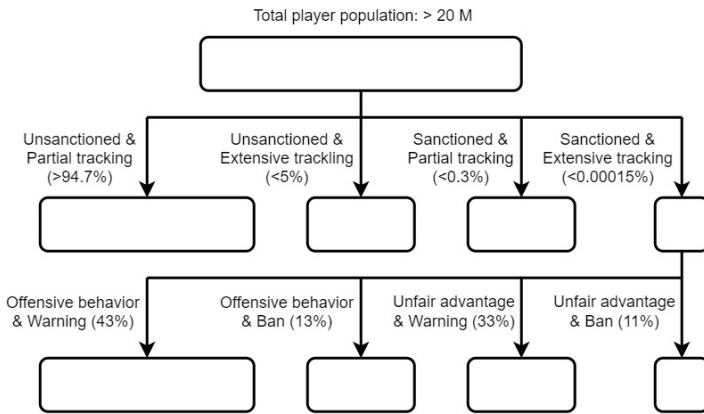 Total player population: > 20 M
Unsanctioned &
Partial tracking
(>94.7%)
Unsanctioned &
Extensive trackling
(<5%)
Sanctioned &
Partial tracking
(<0.3%)
Sanctioned &
Extensive tracking
(<0.00015%)
Offensive behavior
& Warning (43%)
Offensive behavior
& Ban (13%)
Unfair advantage
& Warning (33%)
Unfair advantage
& Ban (11%)